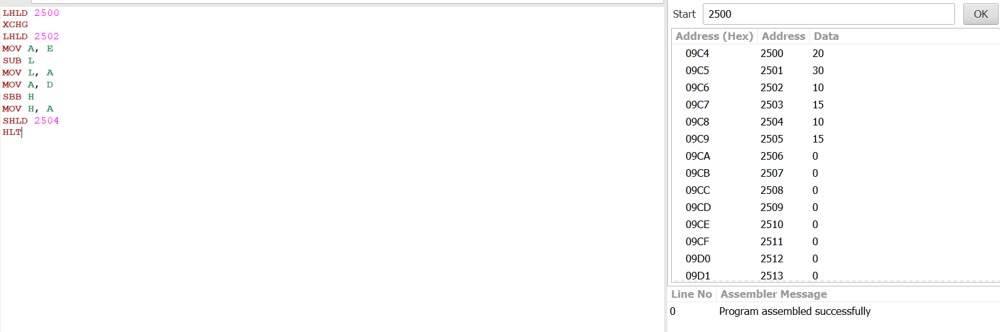 LHLD 2500
XCHG
LHLD 2502
MOV A, E
SUB L
MOV L, A
MOV A, D
SBB H
MOV H, A
SHLD 2504
HLT
Start 2500 OK
Address (Hex) Address Data
09C4 2500 20
09C5 2501 30
09C6 2502 10
09C7 2503 15
09C8 2504 10
09C9 2505 15
09CA 2506 0
09CB 2507 0
09CC 2508 0
09CD 2509 0
09CE 2510 0
09CF 2511 0
09D0 2512 0
09D1 2513 0
Line No Assembler Message
0 Program assembled successfully